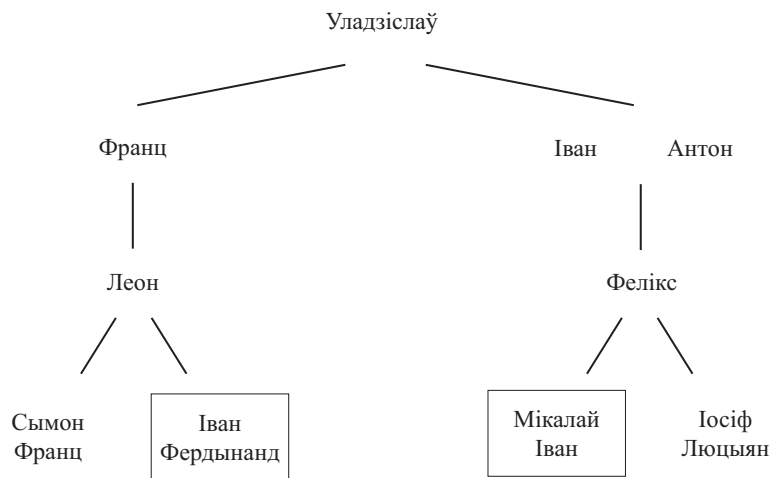 Уладзіслаў
Франц
Іван Антон
Леон
Фелікс
Сымон
Франц
Іван
Фердынанд
Мікалай
Іван
Іосіф
Люцыян